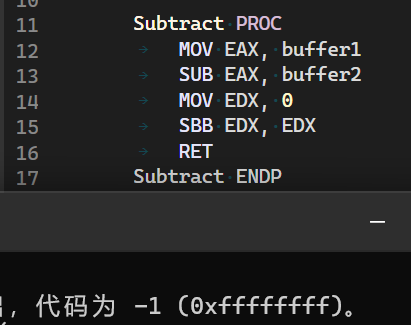 10
11 Subtract PROC
12 MOV EAX, buffer1
13 SUB EAX, buffer2
14 MOV EDX, 0
15 SBB EDX, EDX
16 RET
17 Subtract ENDP
，代码为 -1 (0xffffffff)。